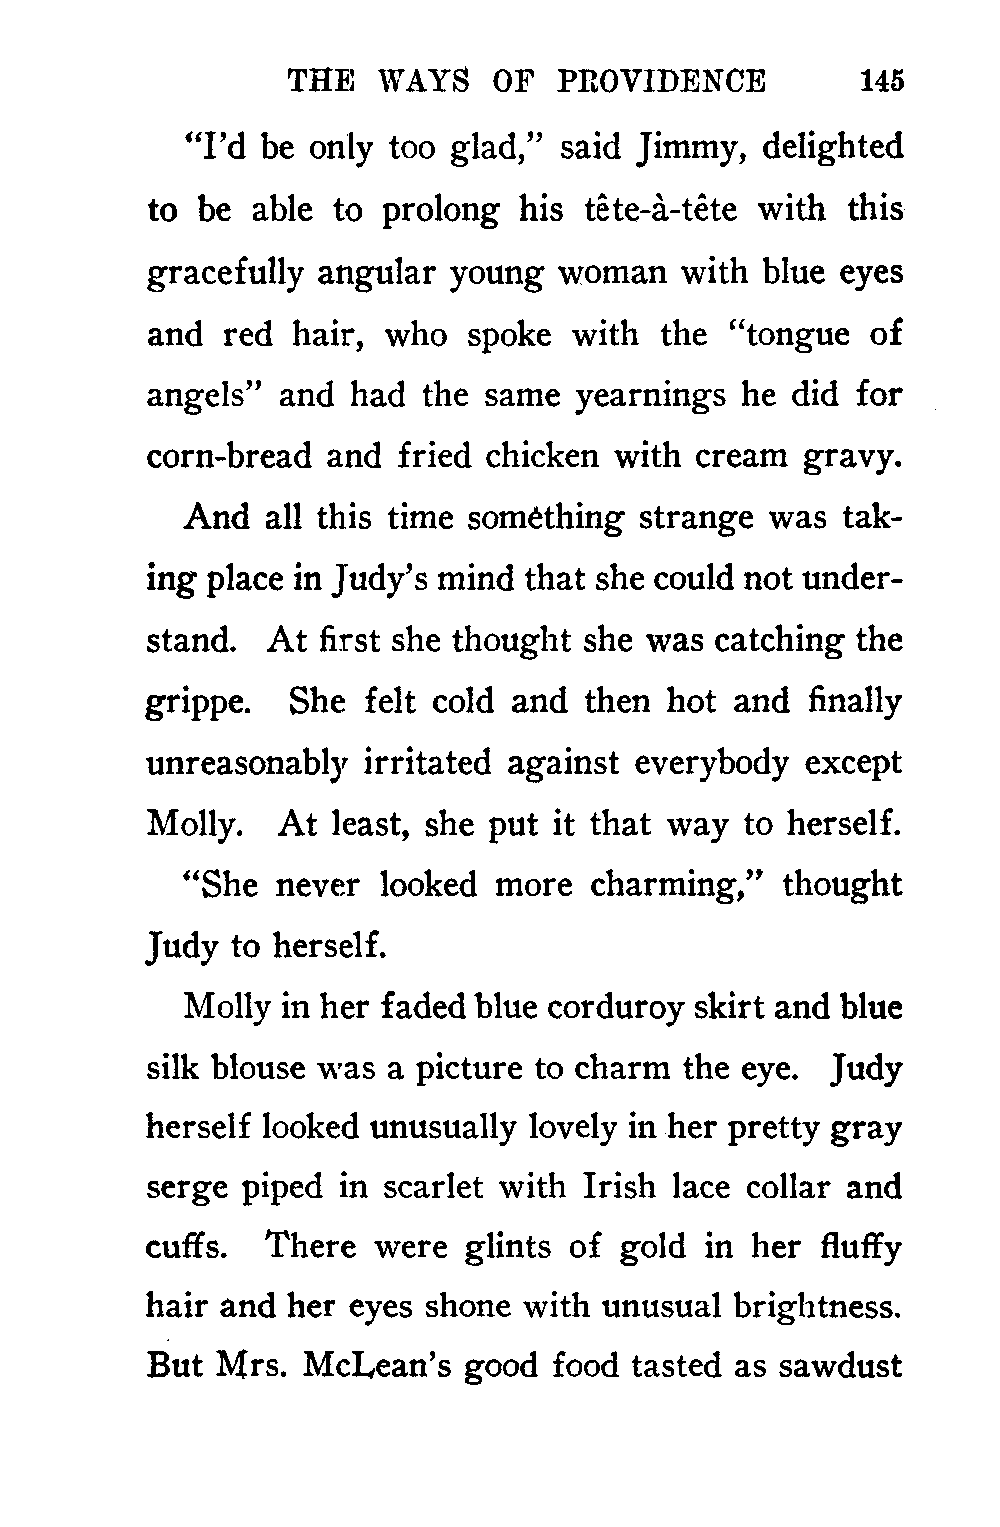 THE WAYS OF PROVIDENCE 145
“I’d be only too glad,” said Jimmy, delighted
to be able to prolong his tête-à-tête with this
gracefully angular young woman with blue eyes
and red hair, who spoke with the “tongue of
angels” and had the same yearnings he did for
corn-bread and fried chicken with cream gravy.
And all this time something strange was tak-
ing place in Judy’s mind that she could not under-
stand. At first she thought she was catching the
grippe. She felt cold and then hot and finally
unreasonably irritated against everybody except
Molly. At least, she put it that way to herself.
“She never looked more charming,” thought
Judy to herself.
Molly in her faded blue corduroy skirt and blue
silk blouse was a picture to charm the eye. Judy
herself looked unusually lovely in her pretty gray
serge piped in scarlet with Irish lace collar and
cuffs. There were glints of gold in her fluffy
hair and her eyes shone with unusual brightness.
But Mrs. McLean’s good food tasted as sawdust